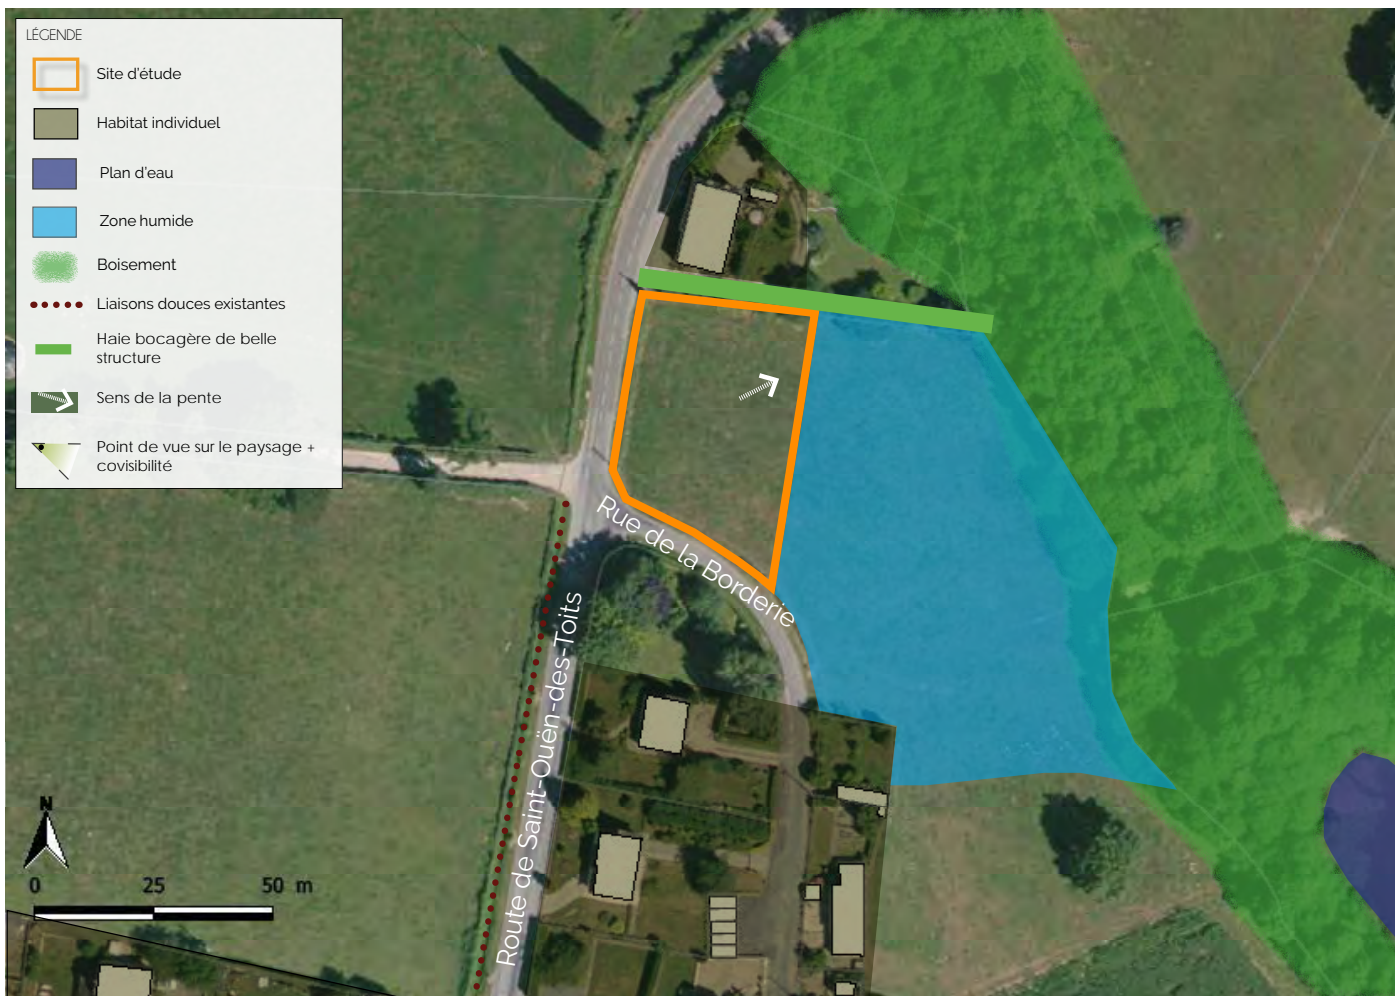 LÉGENDE
Site d'étude
Habitat individuel
Plan d'eau
Zone humide
Boisement
Liaisons douces existantes
Haie bocagère de belle
structure
Sens de la pente
Point de vue sur le paysage +
covisibilité
Rue de la Borderie
Route de Saint-Ouën-des-Toits
N
0 25 50 m